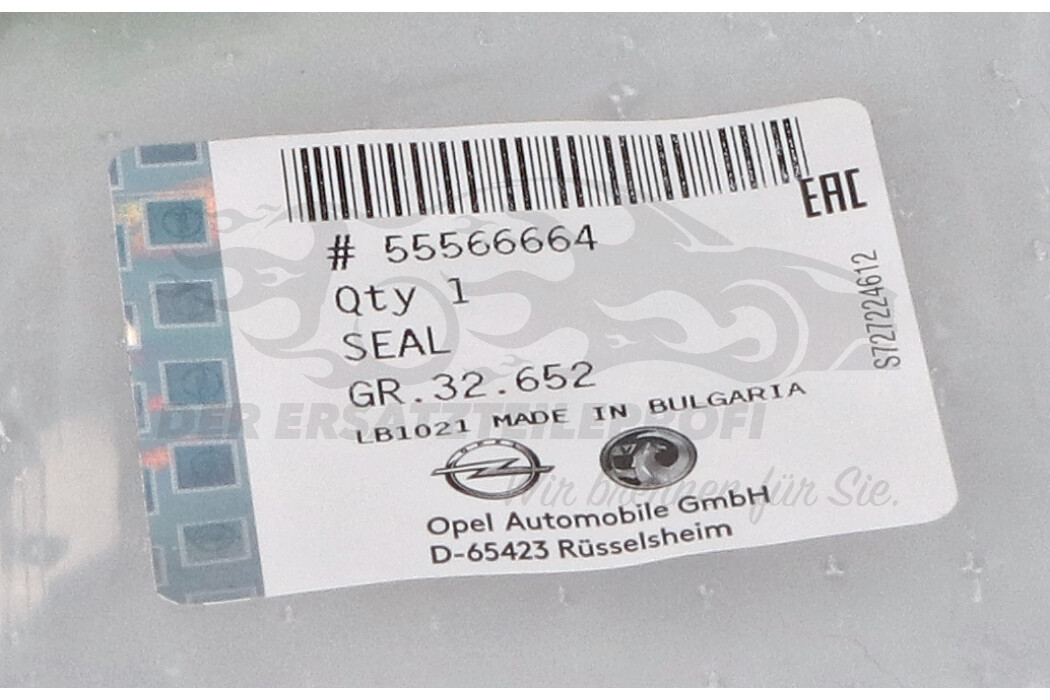 # 55566664
Qty 1
SEAL
GR.32.652
LB1021 MADE IN BULGARIA
Opel Automobile GmbH
D-65423 Rüsselsheim
EAC
S727224612
DER ERSATZTEILEPROFI
Wir brennen für Sie.